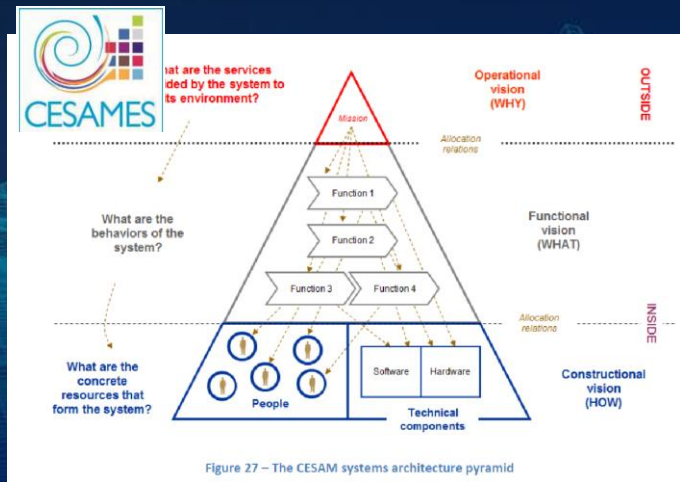 CESAMES
hat are the services
ided by the system to
its environment?
Operational
vision
(WHY)
OUTSIDE
Mission
Allocation
relations
Function 1
What are the
behaviors of the
system?
Function 2
Functional
vision
(WHAT)
Function 3
Function 4
Allocation
relations
INSIDE
What are the
concrete
resources that
form the system?
Software
Hardware
Constructional
vision
(HOW)
People
Technical
components
Figure 27 – The CESAM systems architecture pyramid